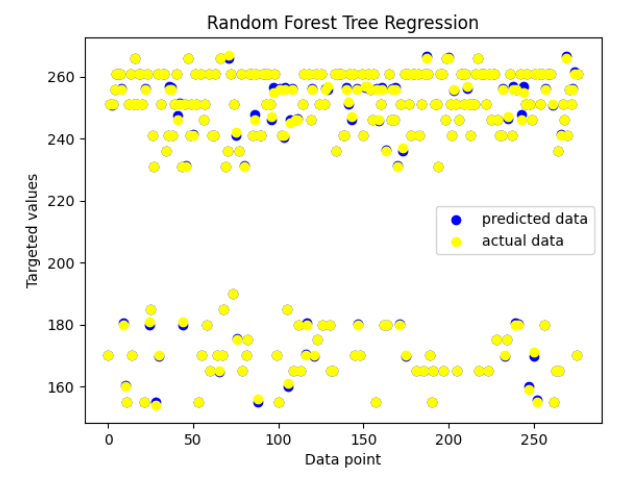 Random Forest Tree Regression
Targeted values
260
240
220
200
180
160
predicted data
actual data
0 50 100 150 200 250
Data point